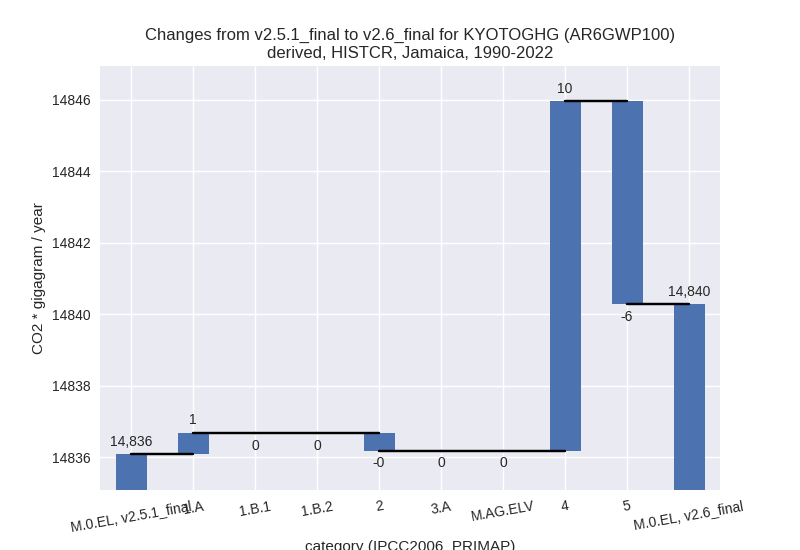 Changes from v2.5.1_final to v2.6_final for KYOTOGHG (AR6GWP100)
derived, HISTCR, Jamaica, 1990-2022
14846
14844
14842
14840
14838
14836
CO2 * gigagram / year
14,836
1
0
0
-0
0
0
10
-6
14,840
M.0.EL, v2.5.1_final
1.A
1.B.1
1.B.2
2
3.A
M.AG.ELV
4
5
M.0.EL, v2.6_final
category (IPCC2006_PRIMAP)